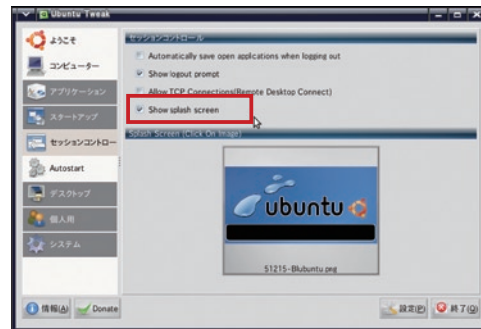 Ubuntu Tweak
ようこそ
コンピューター
アプリケーション
スタートアップ
セッションコントロー
Autostart
デスクトップ
個人用
システム
セッションコントロール
Automatically save open applications when logging out
Show logout prompt
Allow TCP Connections(Remote Desktop Connect)
Show splash screen
Splash Screen (Click On Image)
ubuntu
51215-Blubuntu.png
情報(A)
Donate
設定(P)
終了(Q)